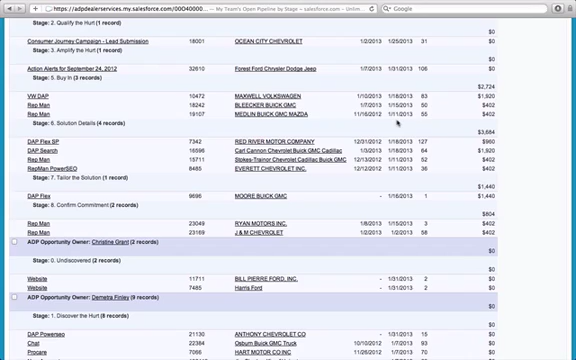 My Team's Open Pipeline by Stage ~ salesforce.com
https://adpdealerservices.my.salesforce.com/00O40000... Google
Stage: 2. Qualify the Hurt (1 record)
$0
Consumer Journey Campaign - Lead Submission 18001 OCEAN CITY CHEVROLET 1/2/2013 1/25/2013 31 $0
Stage: 3. Amplify the Hurt (1 record)
$0
Action Alerts for September 24, 2012 32610 Forest Ford Chrysler Dodge Jeep 1/7/2013 1/31/2013 106 $0
Stage: 5. Buy In (3 records)
$2,724
VW DAP 10472 MAXWELL VOLKSWAGEN 1/10/2013 1/18/2013 83 $1,920
Rep Man 18242 BLEECKER BUICK GMC 1/7/2013 1/15/2013 50 $402
Rep Man 19107 MEDLIN BUICK GMC MAZDA 11/16/2012 1/11/2013 55 $402
Stage: 6. Solution Details (4 records)
$3,684
DAP Flex SP 7342 RED RIVER MOTOR COMPANY 12/31/2012 1/18/2013 127 $960
DAP Search 16596 Carl Cannon Chevrolet Buick GMC Cadillac 1/3/2013 1/18/2013 64 $1,920
Rep Man 15711 Stokes-Trainor Chevrolet Buick GMC 12/31/2012 1/11/2013 52 $402
RepMan PowerSEO 8485 EVERETT CHEVROLET, INC. 12/11/2012 1/11/2013 36 $402
Stage: 7. Tailor the Solution (1 record)
$1,440
DAP Flex 9696 MOORE BUICK GMC - 1/16/2013 1 $1,440
Stage: 8. Confirm Commitment (2 records)
$804
Rep Man 23049 RYAN MOTORS INC. 1/8/2013 1/15/2013 3 $402
Rep Man 23169 J & M CHEVROLET 1/2/2013 1/2/2013 58 $402
ADP Opportunity Owner: Christine Grant (2 records)
$0
Stage: 0. Undiscovered (2 records)
$0
Website 11711 BILL PIERRE FORD, INC. - 1/31/2013 2 $0
Website 7485 Harris Ford - 1/31/2013 2 $0
ADP Opportunity Owner: Demetra Finley (9 records)
$0
Stage: 1. Discover the Hurt (8 records)
$0
DAP Powerseo 21130 ANTHONY CHEVROLET CO - 1/31/2013 15 $0
Chat 22364 Osburn Buick GMC Truck 10/10/2012 1/7/2013 93 $0
Procare 7076 HART MOTOR CO INC 11/26/2012 1/7/2013 70 $0